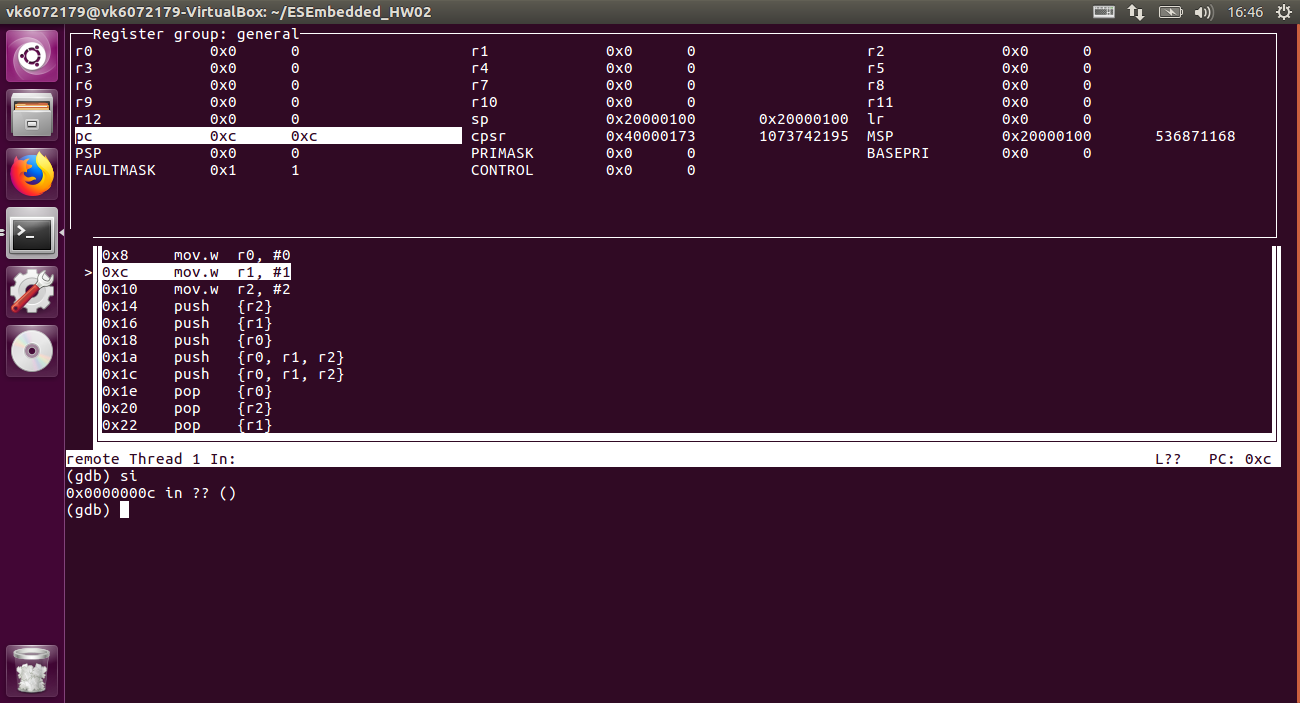 vk6072179@vk6072179-VirtualBox: ~/ESEmbedded_HW02 16:46
Register group: general
r0 0x0 0 r1 0x0 0 r2 0x0 0
r3 0x0 0 r4 0x0 0 r5 0x0 0
r6 0x0 0 r7 0x0 0 r8 0x0 0
r9 0x0 0 r10 0x0 0 r11 0x0 0
r12 0x0 0 sp 0x20000100 0x20000100 lr 0x0 0
pc 0xc 0xc cpsr 0x40000173 1073742195 MSP 0x20000100 536871168
PSP 0x0 0 PRIMASK 0x0 0 BASEPRI 0x0 0
FAULTMASK 0x1 1 CONTROL 0x0 0
0x8 mov.w r0, #0
>0xc mov.w r1, #1
0x10 mov.w r2, #2
0x14 push {r2}
0x16 push {r1}
0x18 push {r0}
0x1a push {r0, r1, r2}
0x1c push {r0, r1, r2}
0x1e pop {r0}
0x20 pop {r2}
0x22 pop {r1}
remote Thread 1 In: L?? PC: 0xc
(gdb) si
0x0000000c in ?? ()
(gdb)